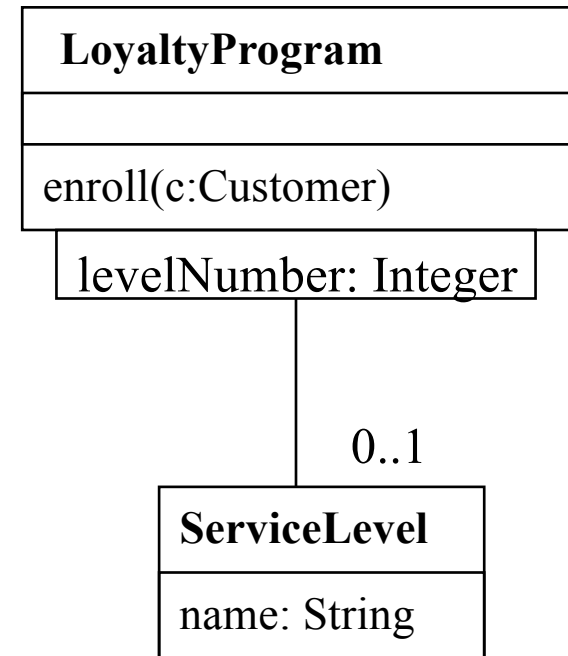 LoyaltyProgram
enroll(c:Customer)
levelNumber: Integer
0..1
ServiceLevel
name: String